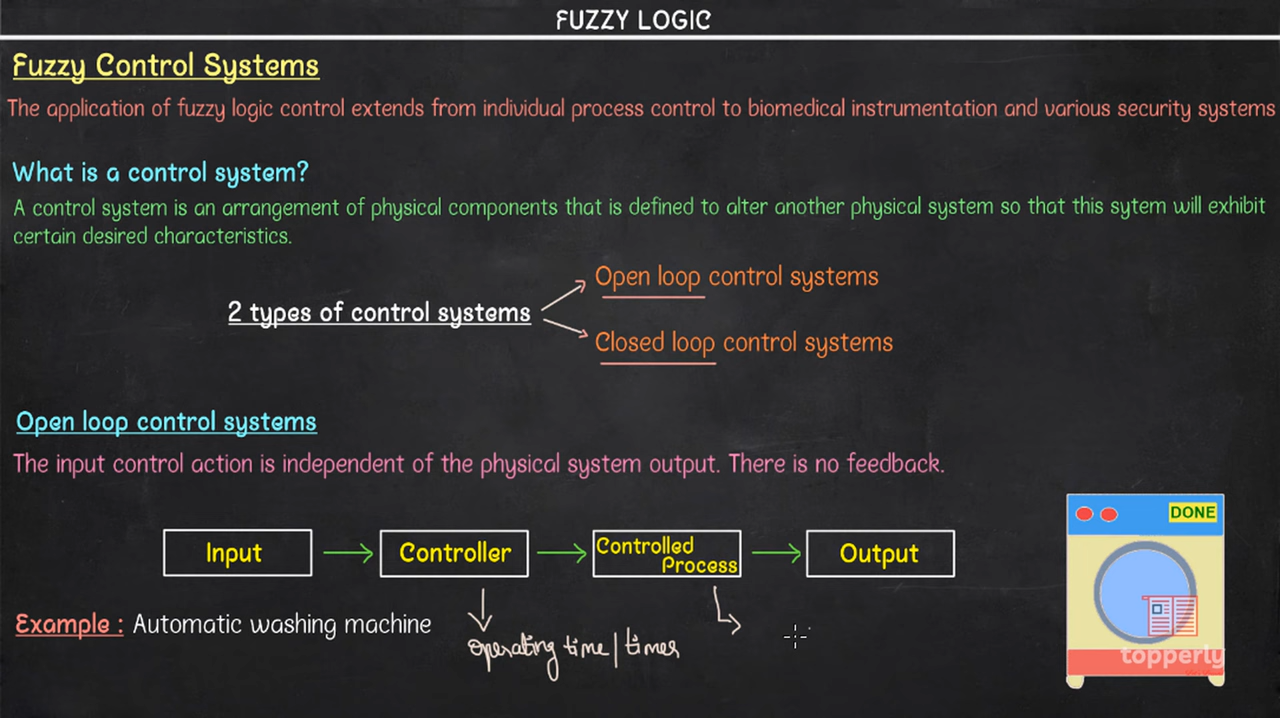 FUZZY LOGIC
Fuzzy Control Systems
The application of fuzzy logic control extends from individual process control to biomedical instrumentation and various security systems
What is a control system?
A control system is an arrangement of physical components that is defined to alter another physical system so that this sytem will exhibit
certain desired characteristics.
Open loop control systems
2 types of control systems
Closed loop control systems
Open loop control systems
The input control action is independent of the physical system output. There is no feedback.
DONE
Input
Controller
Controlled
Process
Output
Example : Automatic washing machine
operating time | times
topperly